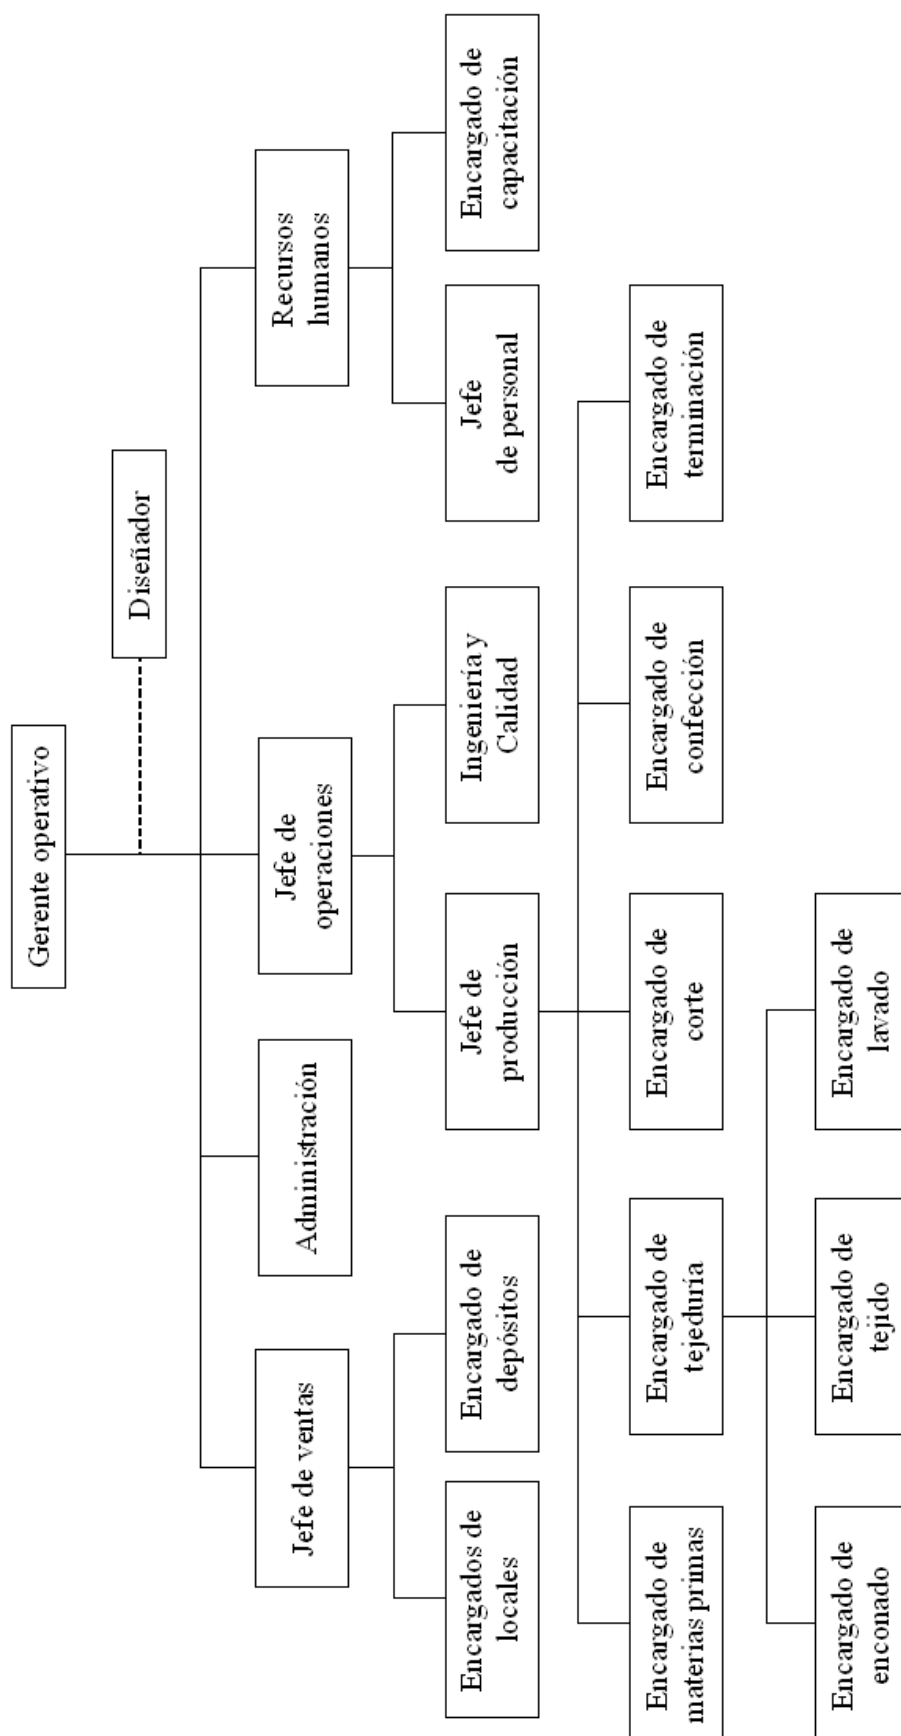 Gerente operativo
Diseñador
Jefe de ventas
Administración
Jefe de
operaciones
Recursos
humanos
Encargados de
locales
Encargado de
depósitos
Jefe de
producción
Ingeniería y
Calidad
Jefe
de personal
Encargado de
capacitación
Encargado de
materias primas
Encargado de
tejeduría
Encargado de
corte
Encargado de
confección
Encargado de
terminación
Encargado de
enconado
Encargado de
tejido
Encargado de
lavado